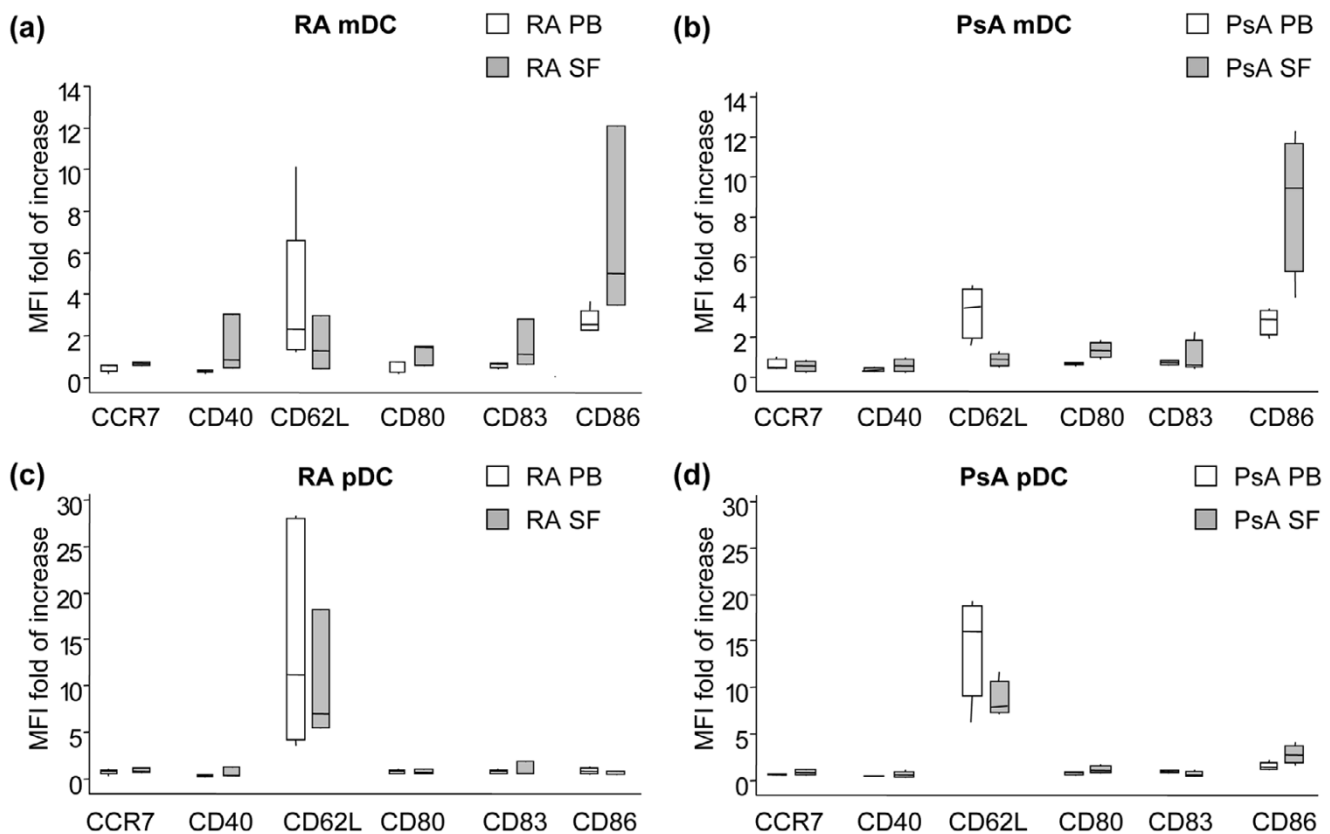 (a)
RA mDC
RA PB
RA SF
MFI fold of increase
14
12
10
8
6
4
2
0
CCR7 CD40 CD62L CD80 CD83 CD86
(b)
PsA mDC
PsA PB
PsA SF
MFI fold of increase
14
12
10
8
6
4
2
0
CCR7 CD40 CD62L CD80 CD83 CD86
(c)
RA pDC
RA PB
RA SF
MFI fold of increase
30
25
20
15
10
5
0
CCR7 CD40 CD62L CD80 CD83 CD86
(d)
PsA pDC
PsA PB
PsA SF
MFI fold of increase
30
25
20
15
10
5
0
CCR7 CD40 CD62L CD80 CD83 CD86